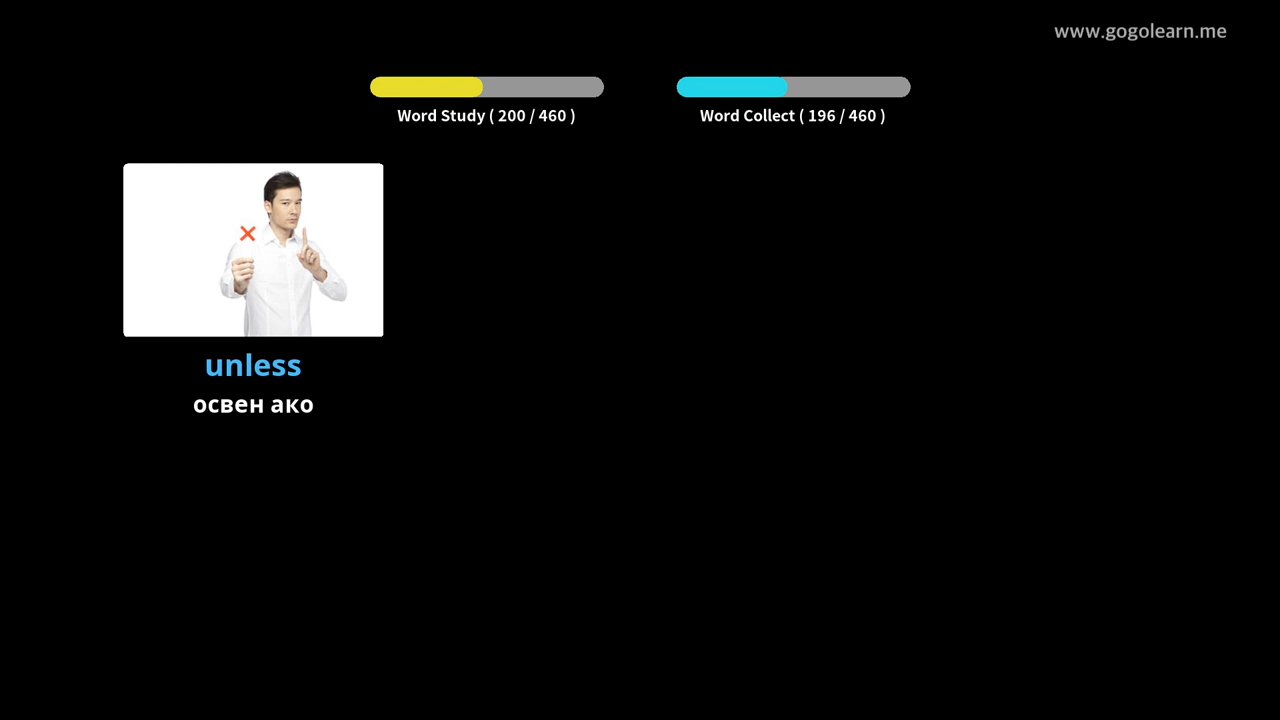 www.gogolearn.me
Word Study ( 200 / 460 )
Word Collect ( 196 / 460 )
unless
освен ако